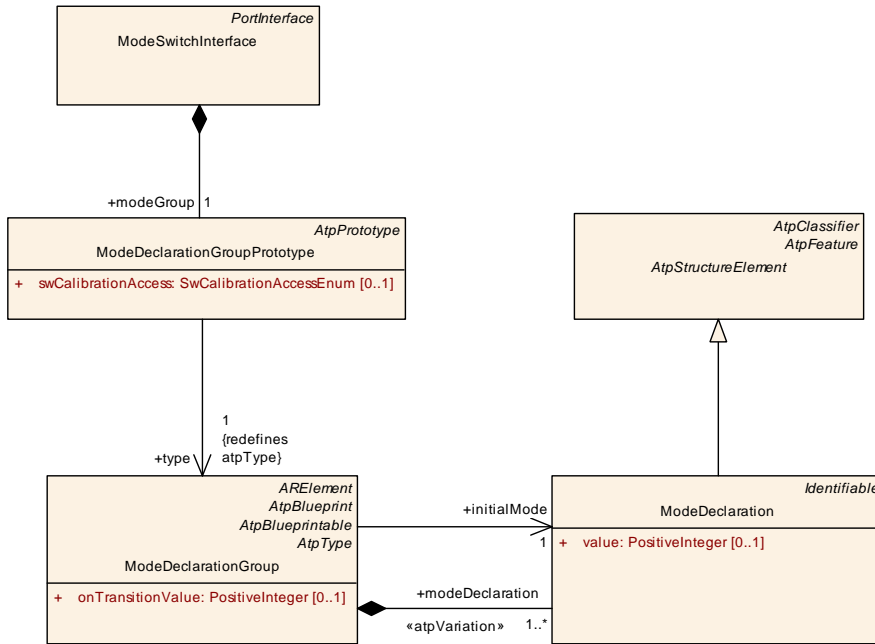 PortInterface
ModeSwitchInterface
+modeGroup 1
AtpPrototype
ModeDeclarationGroupPrototype
+ swCalibrationAccess: SwCalibrationAccessEnum [0..1]
AtpClassifier
AtpFeature
AtpStructureElement
1
{redefines
+type atpType}
ARElement
AtpBlueprint
AtpBlueprintable
AtpType
ModeDeclarationGroup
+ onTransitionValue: PositiveInteger [0..1]
+initialMode
1
Identifiable
ModeDeclaration
+ value: PositiveInteger [0..1]
+modeDeclaration
«atpVariation» 1..*